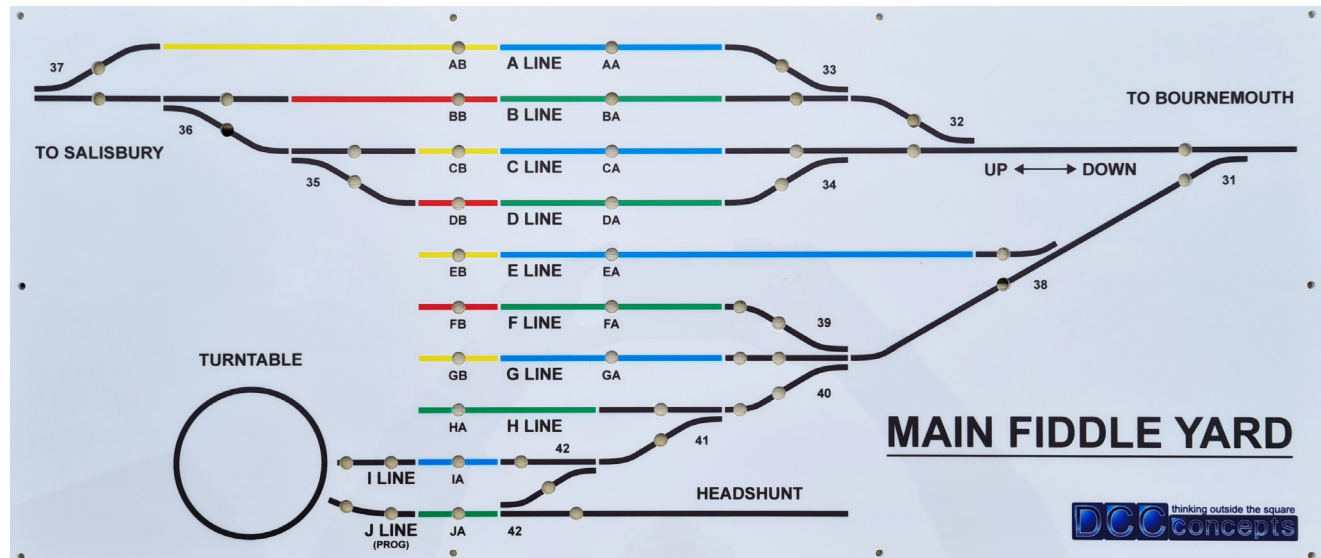 37
AB
A LINE
AA
33
TO BOURNEMOUTH
36
BB
B LINE
BA
32
TO SALISBURY
35
CB
C LINE
CA
34
UP
DOWN
31
DB
D LINE
DA
EB
E LINE
EA
38
FB
F LINE
FA
39
TURNTABLE
GB
G LINE
GA
40
HA
H LINE
41
MAIN FIDDLE YARD
42
I LINE
IA
HEADSHUNT
J LINE
(PROG)
JA
42
DCC
thinking outside the square
concepts